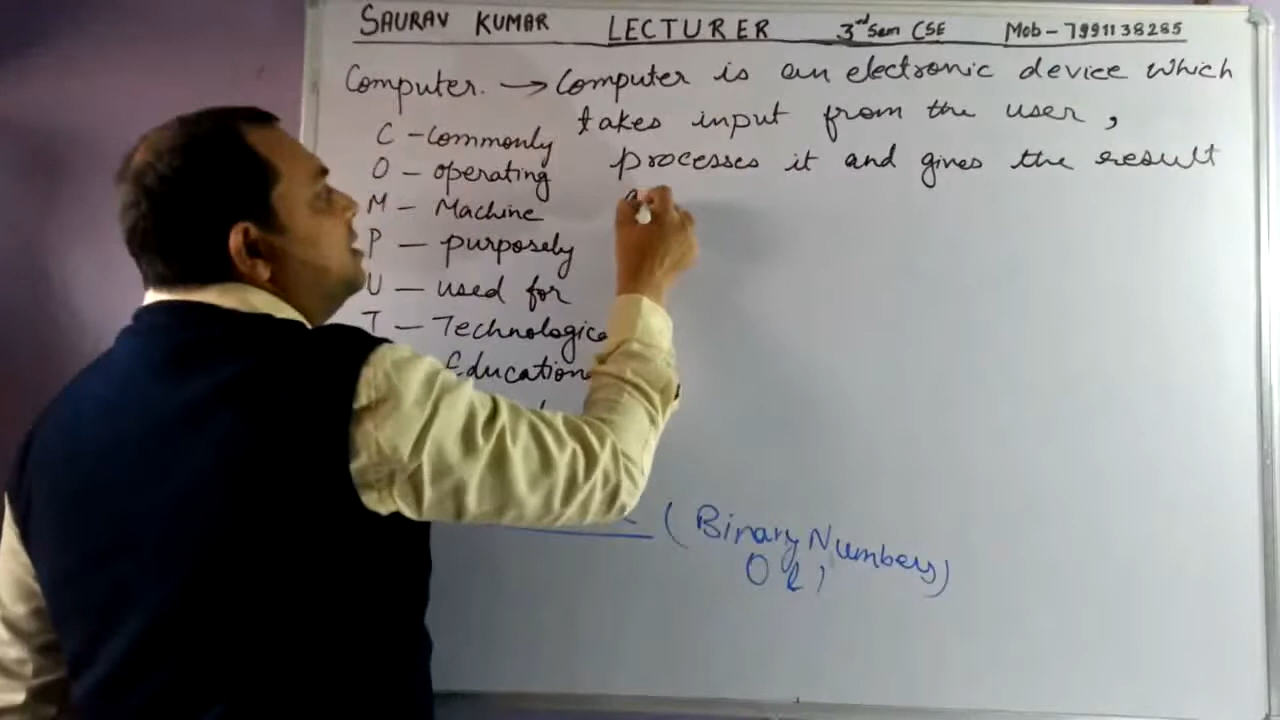 SAURAV KUMAR LECTURER 3rd Sem CSE Mob - 7991138285
Computer. → Computer is an electronic device which
takes input from the user,
processes it and gives the result
C - Commonly
O - operating
M - Machine
P - purposely
U - used for
T - Technologica
Education
(Binary Numbers)
0 & 1